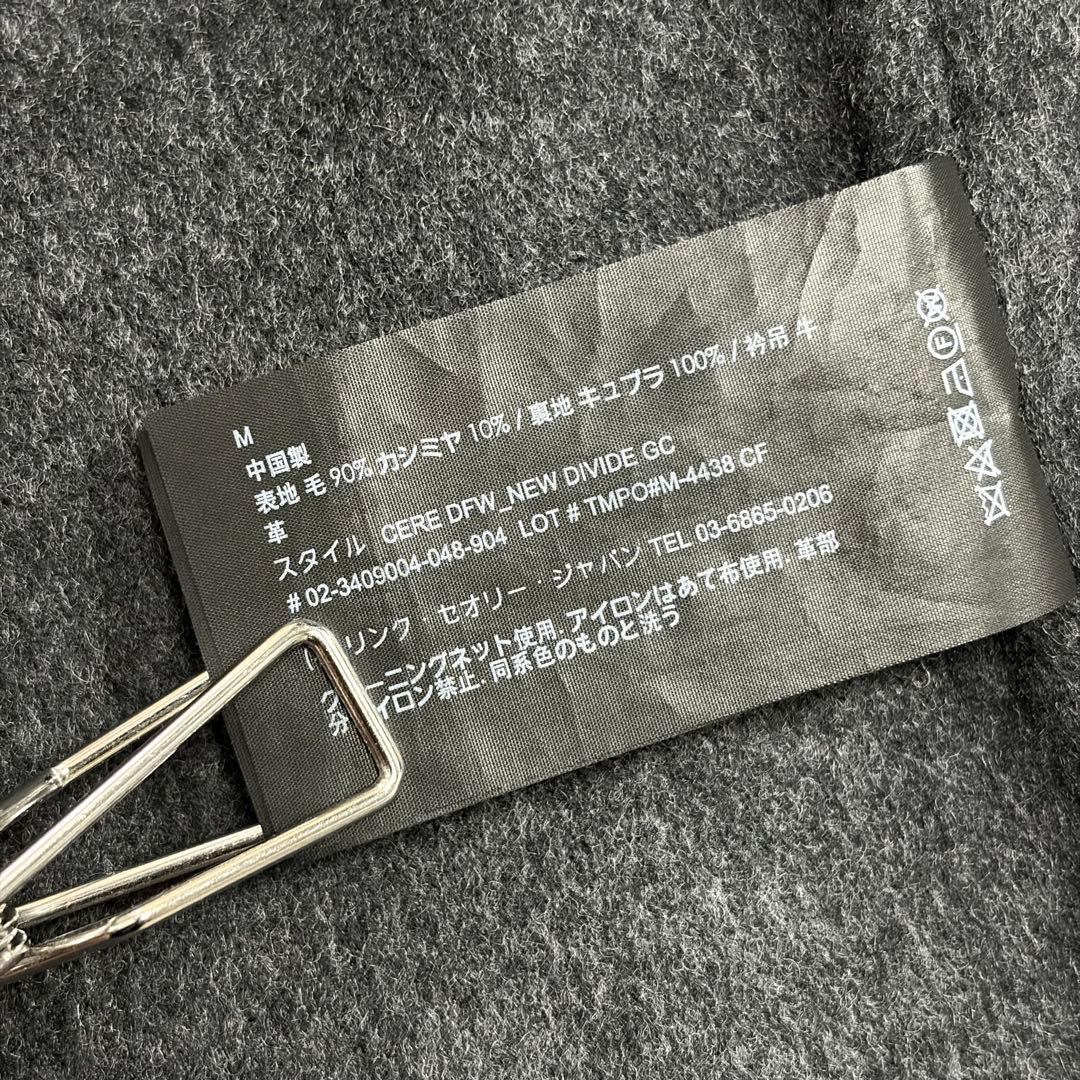 M
中国製
表地 毛 90% カシミヤ 10% / 裏地 キュプラ 100% / 衿吊 牛
革
スタイル CERE DFW_NEW DIVIDE GC
# 02-3409004-048-904 LOT # TMPO#M-4438 CF
リンク・セオリー・ジャパン TEL 03-6865-0206
クリーニングネット使用. アイロンはあて布使用. 革部
分アイロン禁止. 同系色のものと洗う
F